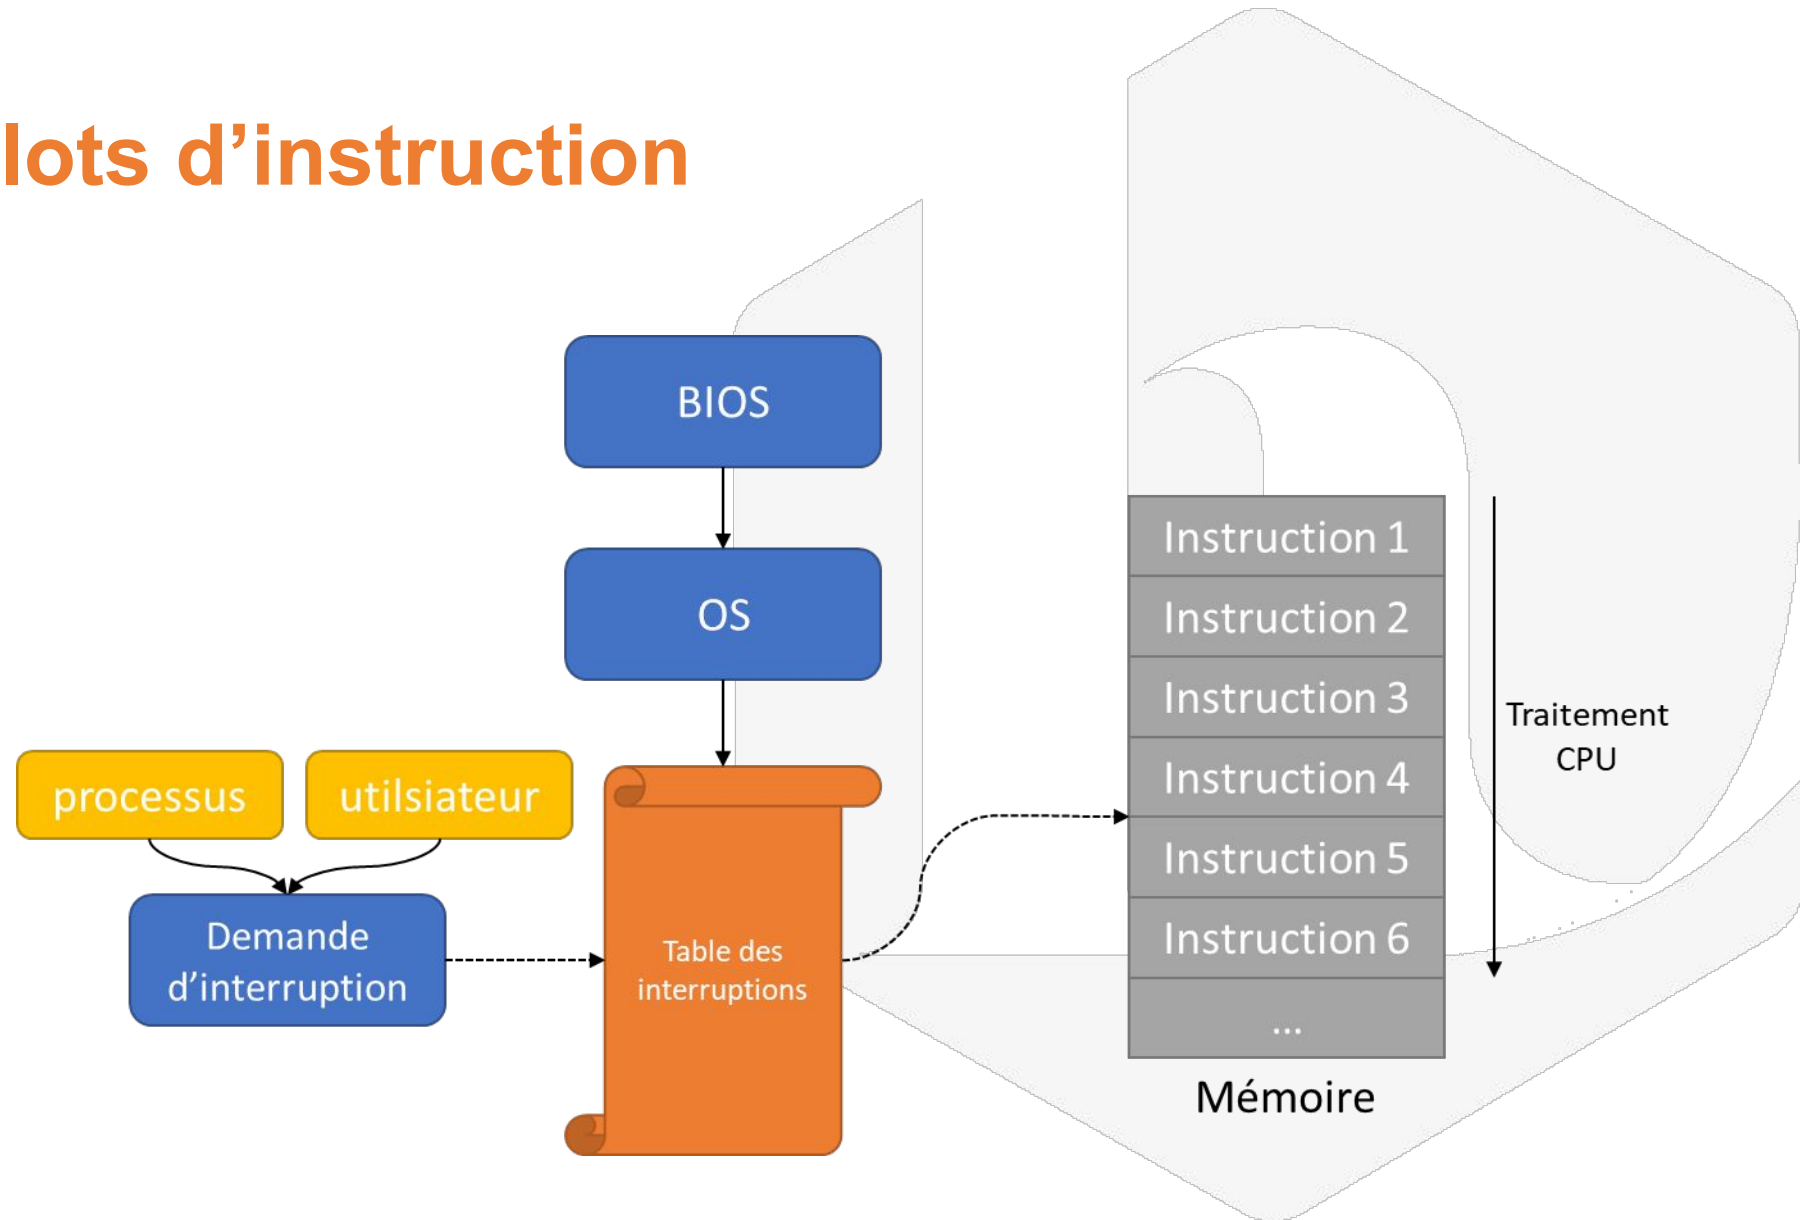 lots d’instruction
BIOS
OS
processus
utilsiateur
Demande
d’interruption
Table des
interruptions
Instruction 1
Instruction 2
Instruction 3
Instruction 4
Instruction 5
Instruction 6
...
Traitement
CPU
Mémoire